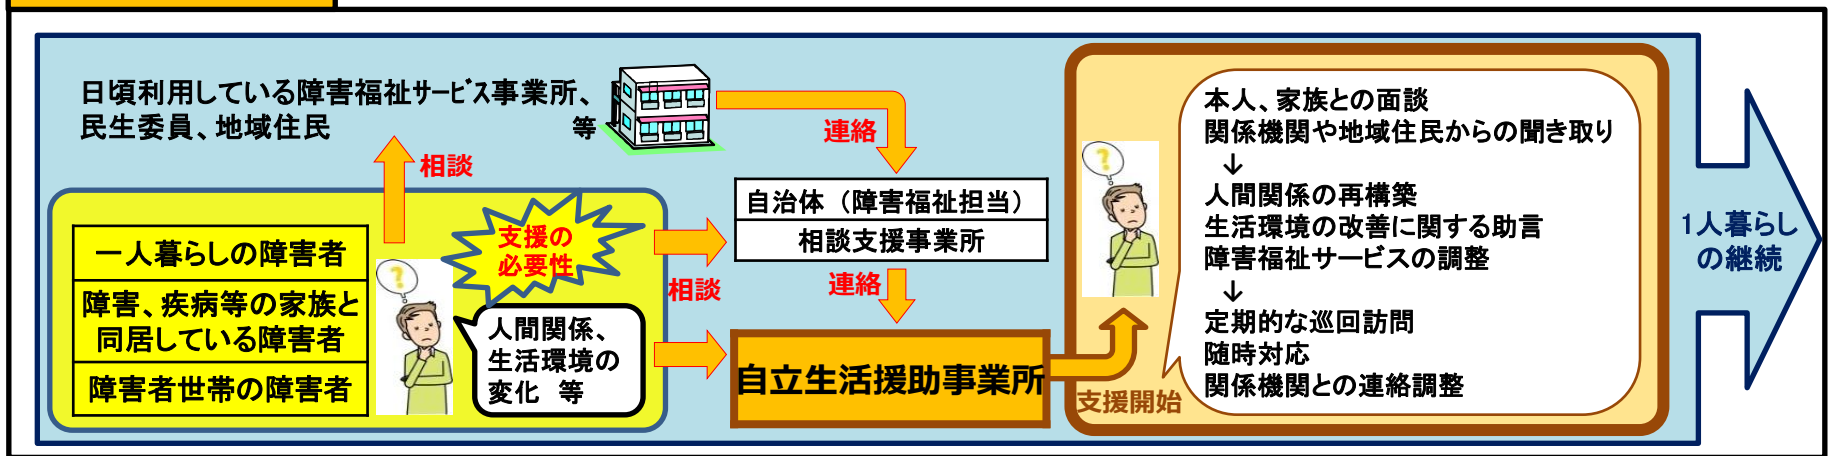 日頃利用している障害福祉サービス事業所、
民生委員、地域住民　等
連絡
相談
一人暮らしの障害者
障害、疾病等の家族と
同居している障害者
障害者世帯の障害者
?
支援の
必要性
人間関係、
生活環境の
変化　等
相談
自治体（障害福祉担当）
相談支援事業所
連絡
自立生活援助事業所
支援開始
?
本人、家族との面談
関係機関や地域住民からの聞き取り
↓
人間関係の再構築
生活環境の改善に関する助言
障害福祉サービスの調整
↓
定期的な巡回訪問
随時対応
関係機関との連絡調整
1人暮らし
の継続